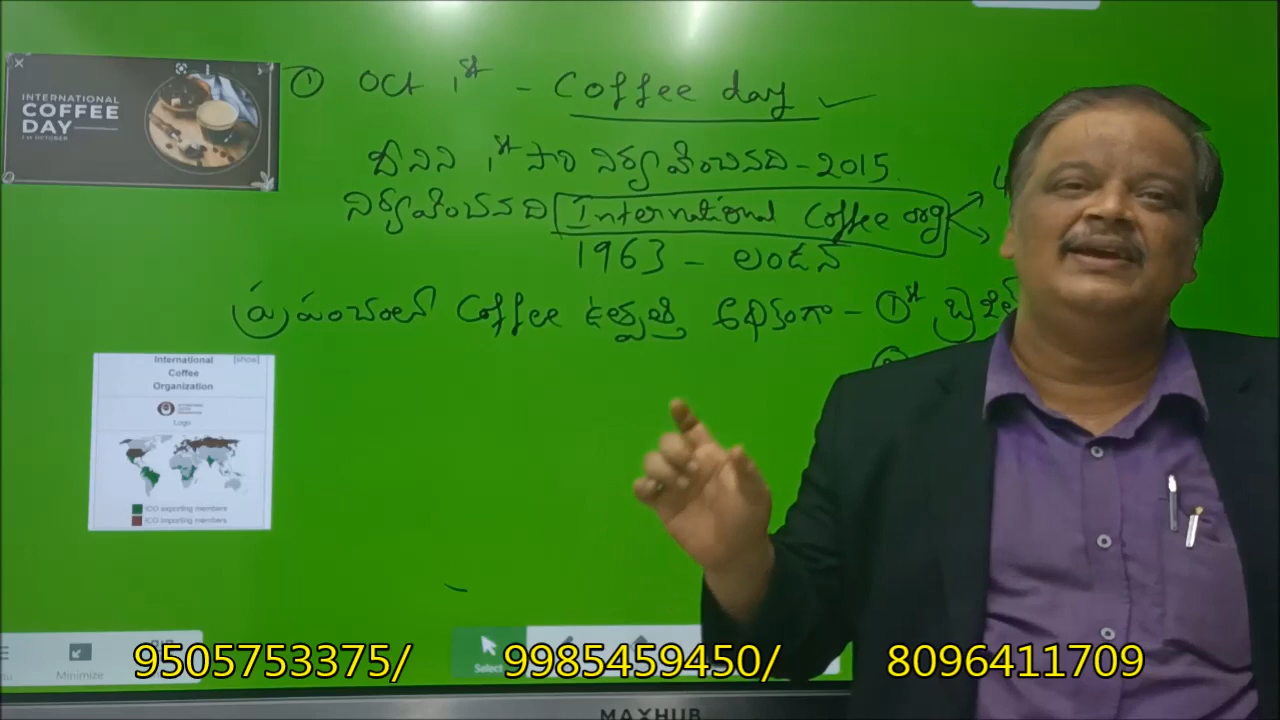 INTERNATIONAL
COFFEE
DAY
1 st OCTOBER
① Oct 1st - Coffee day
దీనిని 1st సారి నిర్వహించినది - 2015.
నిర్వహించినది International Coffee org
1963 - లండన్
ప్రపంచంలో Coffee ఉత్పత్తి అధికంగా - ①st
International [show]
Coffee
Organization
Logo
ICO exporting members
ICO importing members
Minimize
Select
9505753375/ 9985459450/ 8096411709
MAXHUB